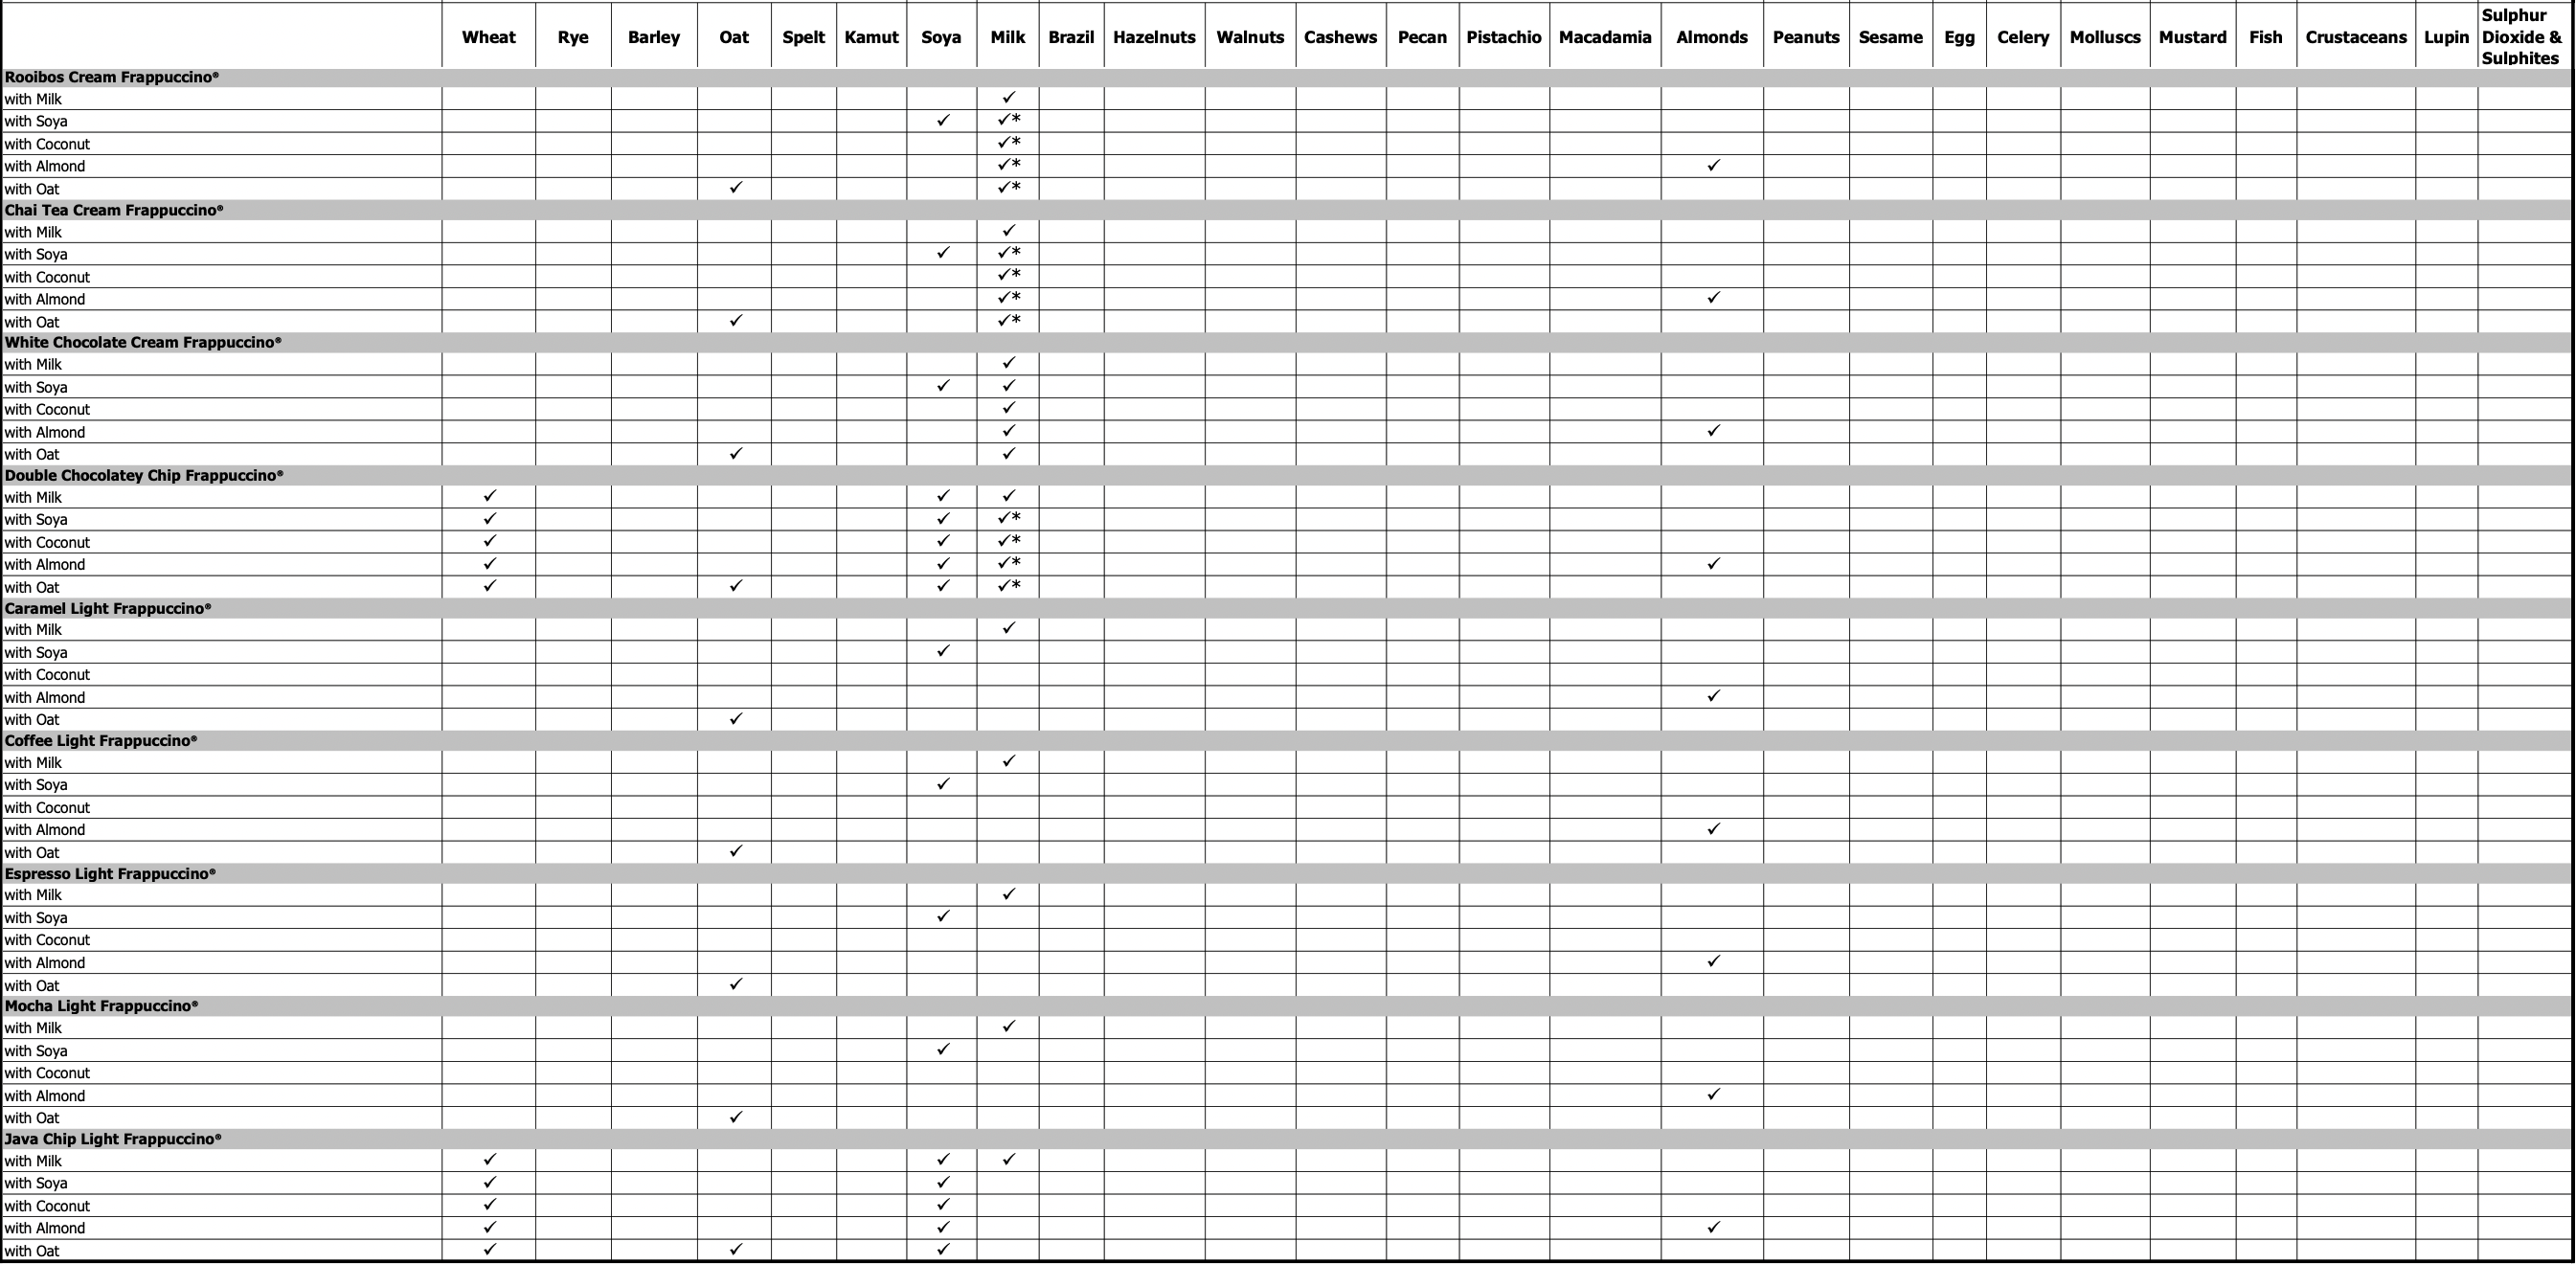 Wheat Rye Barley Oat Spelt Kamut Soya Milk Brazil Hazelnuts Walnuts Cashews Pecan Pistachio Macadamia Almonds Peanuts Sesame Egg Celery Molluscs Mustard Fish Crustaceans Lupin Sulphur Dioxide & Sulphites
Rooibos Cream Frappuccino®
with Milk ✓
with Soya ✓ ✓*
with Coconut ✓*
with Almond ✓* ✓
with Oat ✓ ✓*
Chai Tea Cream Frappuccino®
with Milk ✓
with Soya ✓ ✓*
with Coconut ✓*
with Almond ✓* ✓
with Oat ✓ ✓*
White Chocolate Cream Frappuccino®
with Milk ✓
with Soya ✓ ✓
with Coconut ✓
with Almond ✓ ✓
with Oat ✓ ✓
Double Chocolatey Chip Frappuccino®
with Milk ✓ ✓ ✓
with Soya ✓ ✓ ✓*
with Coconut ✓ ✓ ✓*
with Almond ✓ ✓ ✓* ✓
with Oat ✓ ✓ ✓ ✓*
Caramel Light Frappuccino®
with Milk ✓
with Soya ✓
with Coconut
with Almond ✓
with Oat ✓
Coffee Light Frappuccino®
with Milk ✓
with Soya ✓
with Coconut
with Almond ✓
with Oat ✓
Espresso Light Frappuccino®
with Milk ✓
with Soya ✓
with Coconut
with Almond ✓
with Oat ✓
Mocha Light Frappuccino®
with Milk ✓
with Soya ✓
with Coconut
with Almond ✓
with Oat ✓
Java Chip Light Frappuccino®
with Milk ✓ ✓ ✓
with Soya ✓ ✓
with Coconut ✓ ✓
with Almond ✓ ✓ ✓
with Oat ✓ ✓ ✓